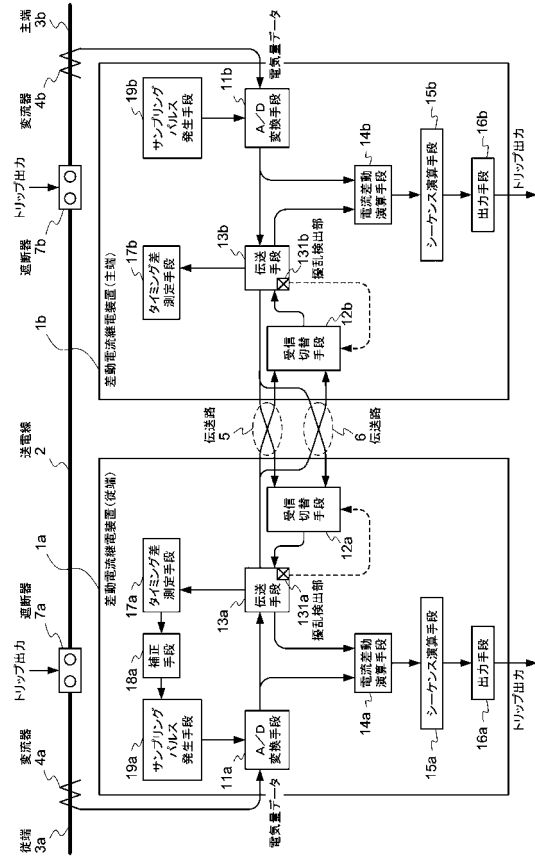 従端
3a
変流器
4a
トリップ出力
遮断器
7a
送電線
2
遮断器
7b
トリップ出力
変流器
4b
主端
3b
1a
差動電流継電装置(従端)
1b
差動電流継電装置(主端)
19a
サンプリング
パルス
発生手段
18a
補正
手段
17a
タイミング差
測定手段
11a
A/D
変換手段
電気量データ
13a
伝送
手段
131a
擾乱検出部
12a
受信
切替
手段
14a
電流差動
演算手段
15a
シーケンス演算手段
16a
出力手段
トリップ出力
伝送路
5
6
伝送路
17b
タイミング差
測定手段
19b
サンプリング
パルス
発生手段
11b
A/D
変換手段
電気量データ
13b
伝送
手段
131b
擾乱検出部
12b
受信
切替
手段
14b
電流差動
演算手段
15b
シーケンス演算手段
16b
出力手段
トリップ出力